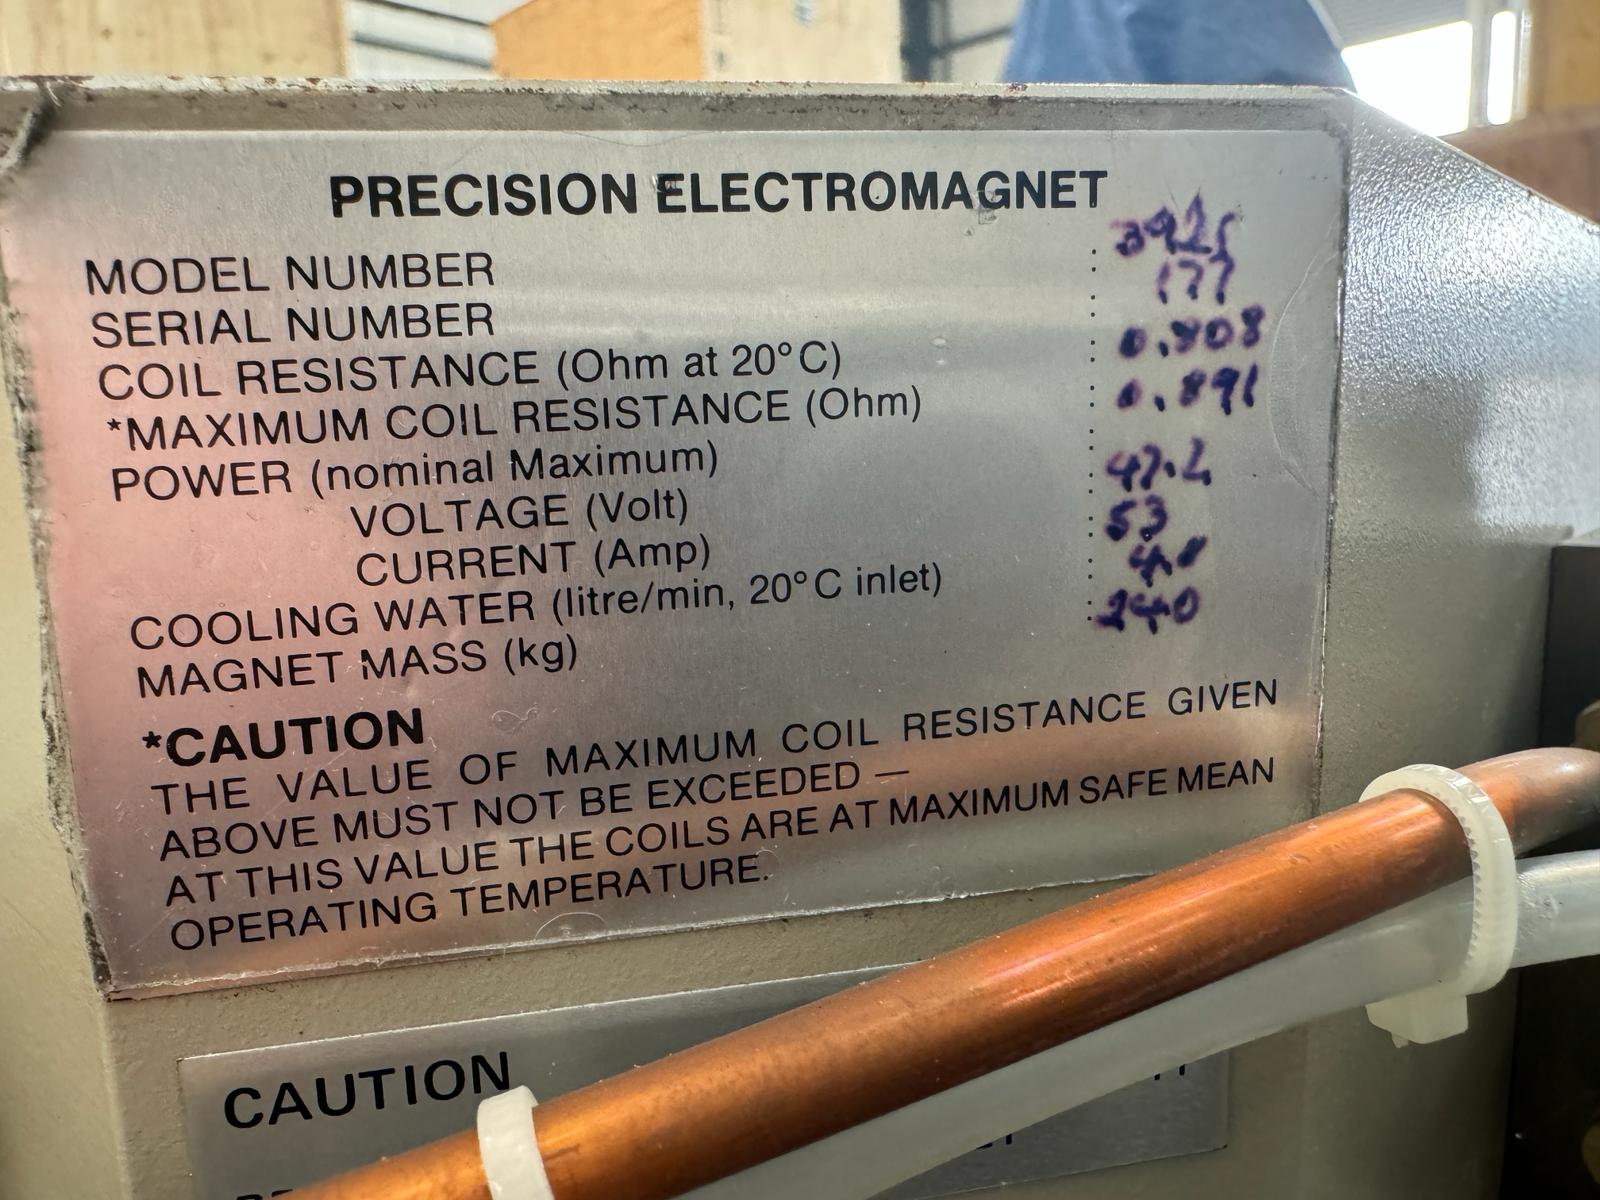 PRECISION ELECTROMAGNET
MODEL NUMBER :
SERIAL NUMBER : 177
COIL RESISTANCE (Ohm at 20°C) : 0.808
*MAXIMUM COIL RESISTANCE (Ohm) : 0.891
POWER (nominal Maximum)
VOLTAGE (Volt) : 47.2
CURRENT (Amp) : 53
COOLING WATER (litre/min, 20°C inlet) :
MAGNET MASS (kg) : 240
*CAUTION
THE VALUE OF MAXIMUM COIL RESISTANCE GIVEN
ABOVE MUST NOT BE EXCEEDED —
AT THIS VALUE THE COILS ARE AT MAXIMUM SAFE MEAN
OPERATING TEMPERATURE.
CAUTION